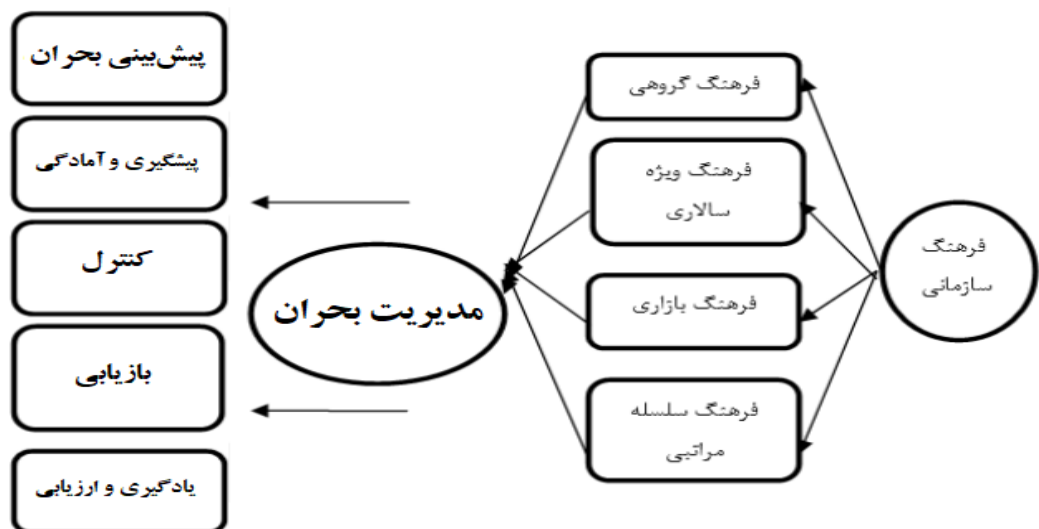 فرهنگ
سازمانی
فرهنگ گروهی
فرهنگ ویژه
سالاری
فرهنگ بازاری
فرهنگ سلسله
مراتبی
مدیریت بحران
پیش‌بینی بحران
پیشگیری و آمادگی
کنترل
بازیابی
یادگیری و ارزیابی